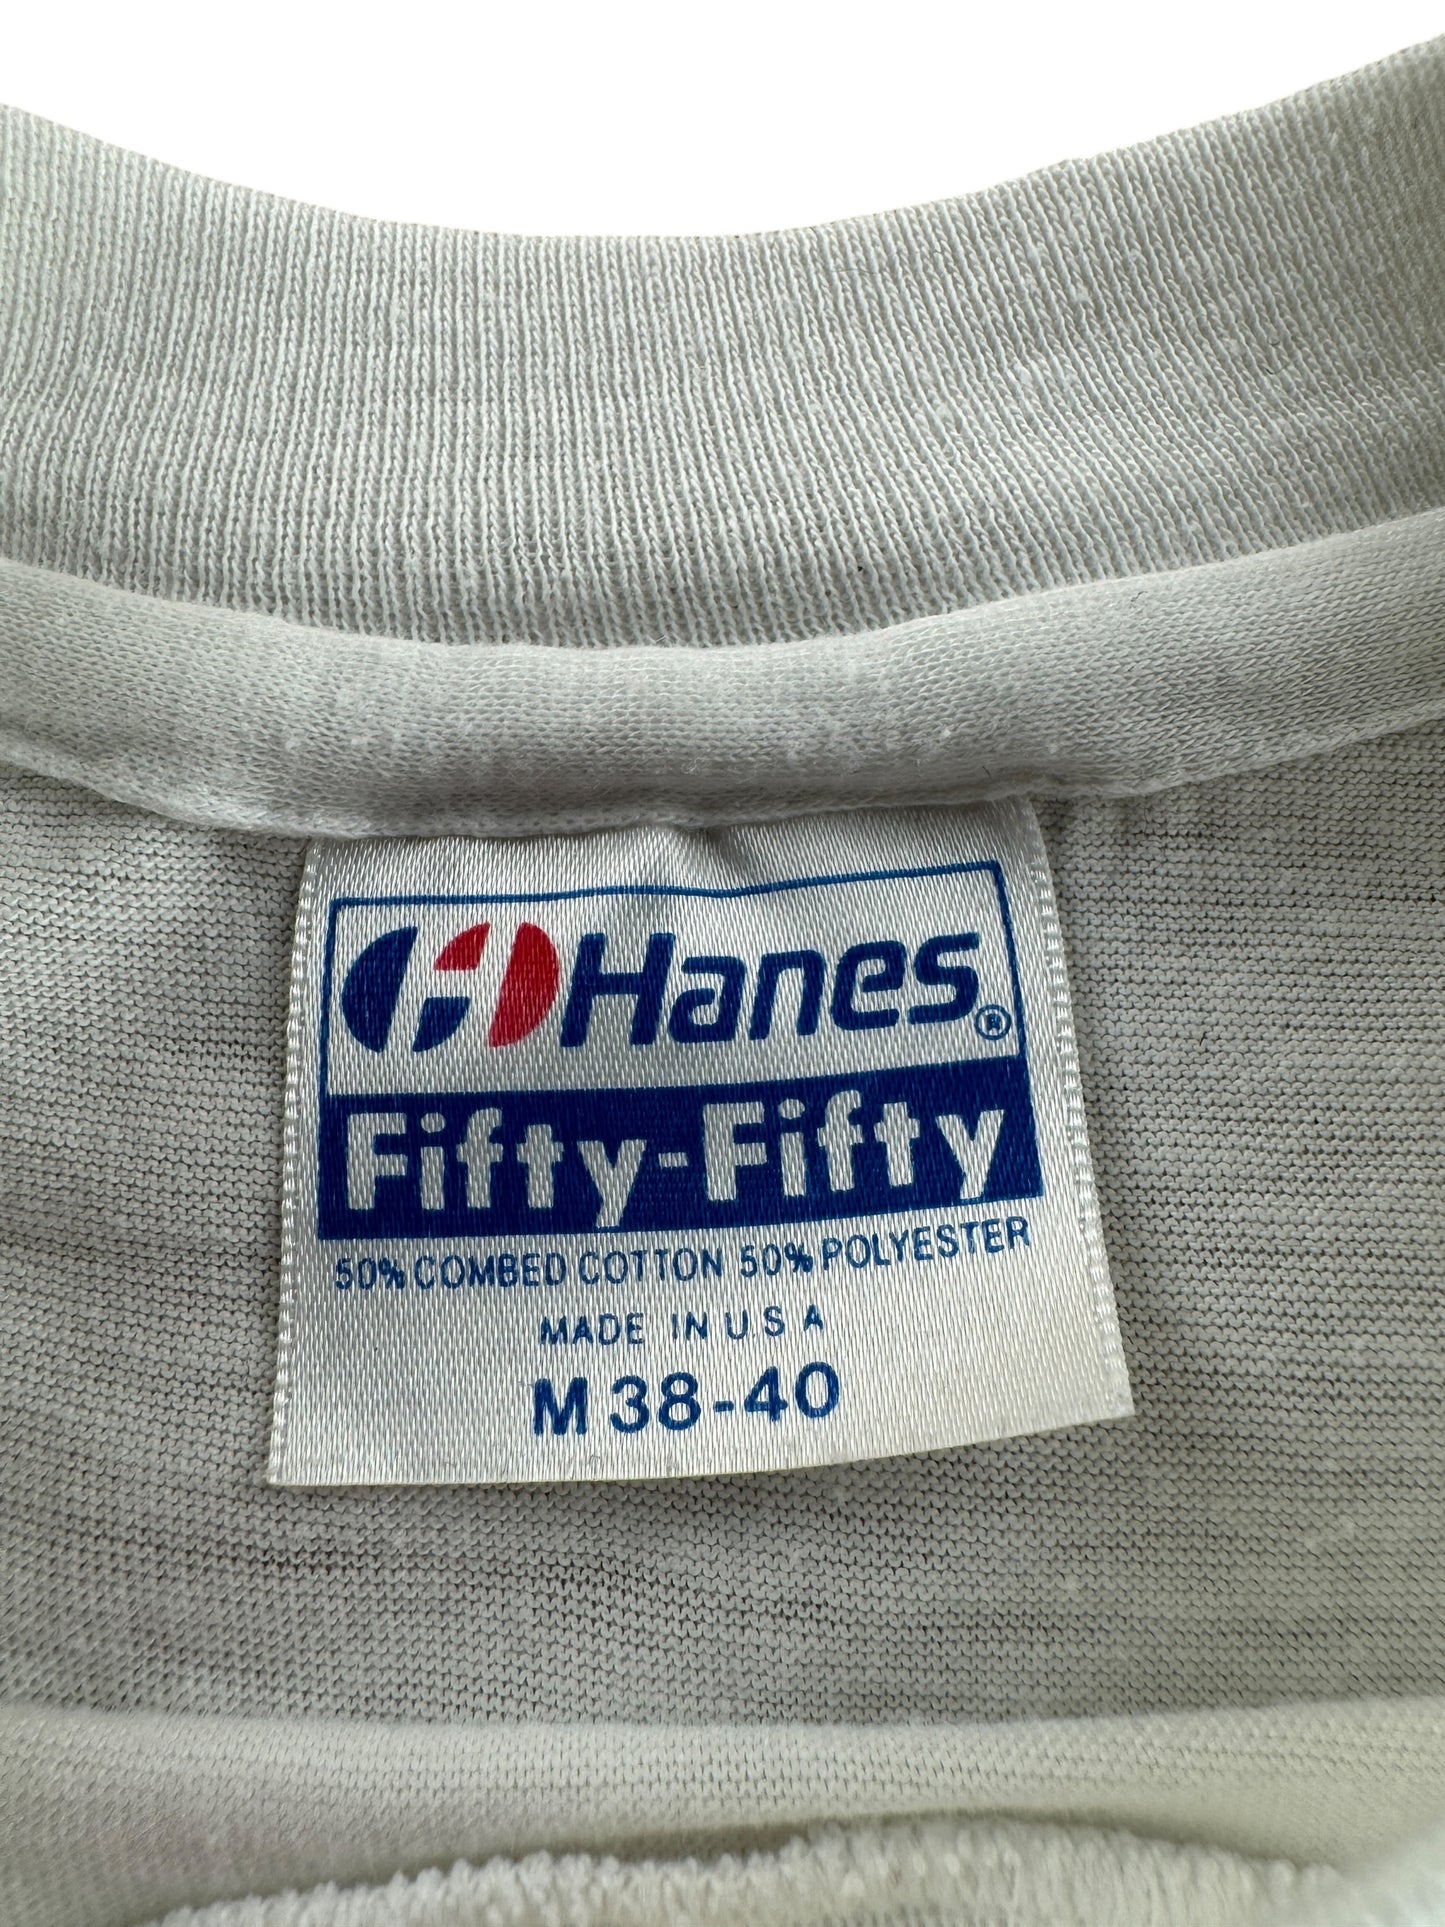 Hanes®
Fifty-Fifty
50% COMBED COTTON 50% POLYESTER
MADE IN U S A
M 38-40